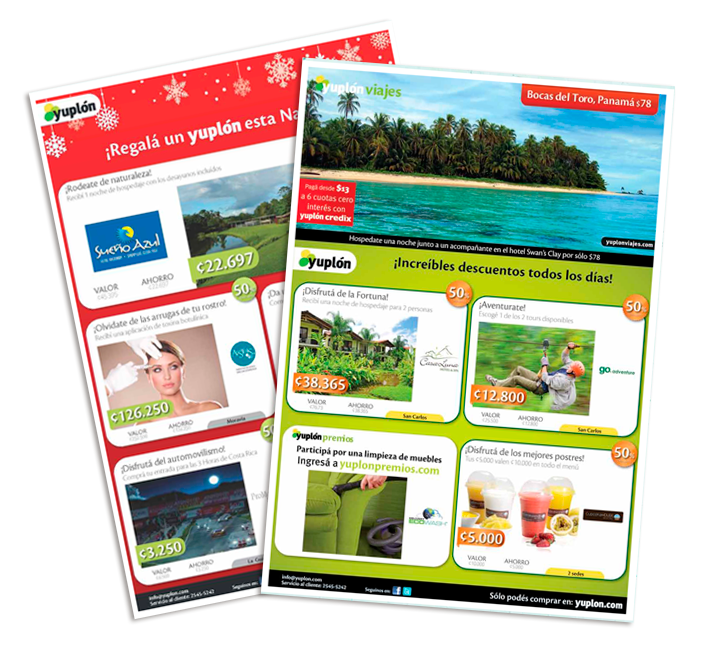 yuplón
¡Regalá un yuplón esta Na
¡Rodeate de naturaleza!
Recibí 1 noche de hospedaje con los desayunos incluidos
Sueño Azul
¢22.697
VALOR
AHORRO
50%
¡Olvidate de las arrugas de tu rostro!
Recibí una aplicación de toxina botulínica
¢126.250
VALOR
AHORRO
Moravia
¡Disfrutá del automovilismo!
Comprá tu entrada para las 3 Horas de Costa Rica
¢3.250
VALOR
AHORRO
info@yuplon.com
Servicio al cliente: 2545-5242
yuplón viajes
Bocas del Toro, Panamá $78
Pagá desde $13
a 6 cuotas cero
interés con
yuplón credix
yuplonviajes.com
Hospedate una noche junto a un acompañante en el hotel Swan's Clay por sólo $78
yuplón
¡Increíbles descuentos todos los días!
¡Disfrutá de la Fortuna!
Recibí una noche de hospedaje para 2 personas
50%
CasaLuna
¢38.365
VALOR
AHORRO
San Carlos
¡Aventurate!
Escogé 1 de los 2 tours disponibles
50%
go adventure
¢12.800
VALOR
AHORRO
San Carlos
yuplón premios
Participá por una limpieza de muebles
Ingresá a yuplonpremios.com
ECOWASH
¡Disfrutá de los mejores postres!
Tus ¢5.000 valen ¢10.000 en todo el menú
50%
¢5.000
VALOR
AHORRO
2 sedes
info@yuplon.com
Servicio al cliente: 2545-5242
Seguinos en:
Sólo podés comprar en: yuplon.com